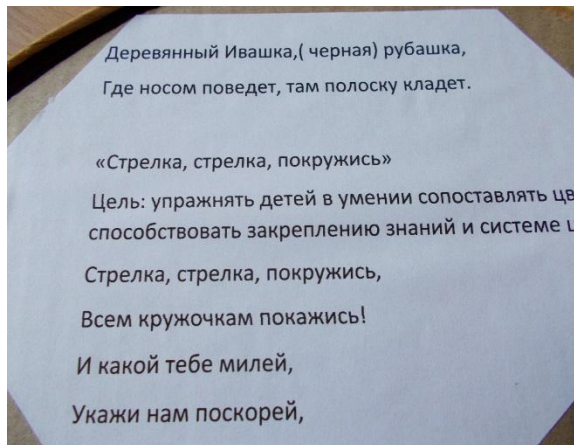 Деревянный Ивашка,( черная) рубашка,
Где носом поведет, там полоску кладет.
«Стрелка, стрелка, покружись»
Цель: упражнять детей в умении сопоставлять
способствовать закреплению знаний и системе
Стрелка, стрелка, покружись,
Всем кружочкам покажись!
И какой тебе милей,
Укажи нам поскорей,